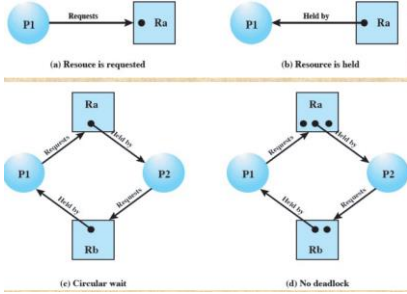 P1 Requests Ra
(a) Resouce is requested
P1 Held by Ra
(b) Resource is held
Ra
Requests
Held by
P1
P2
Held by
Requests
Rb
(c) Circular wait
Ra
Requests
Held by
P1
P2
Held by
Requests
Rb
(d) No deadlock